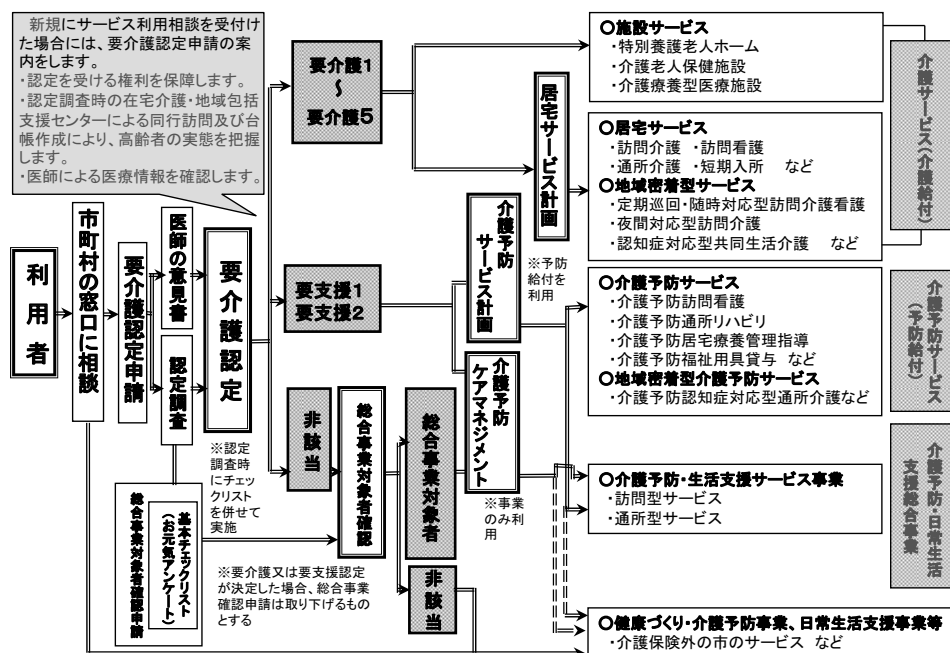 新規にサービス利用相談を受付け
た場合には、要介護認定申請の案
内をします。
・認定を受ける権利を保障します。
・認定調査時の在宅介護・地域包括
支援センターによる同行訪問及び台
帳作成により、高齢者の実態を把握
します。
・医師による医療情報を確認します。
利用者
市町村の窓口に相談
要介護認定申請
医師の意見書
認定調査
要介護認定
※認定
調査時
にチェッ
クリスト
を併せて
実施
総合事業対象者確認申請
基本チェックリスト
(お元気アンケート)
※要介護又は要支援認定
が決定した場合、総合事業
確認申請は取り下げるもの
とする
要介護1
~
要介護5
要支援1
要支援2
非該当
総合事業対象者確認
総合事業対象者
非該当
居宅サービス計画
介護予防
サービス計画
※予防
給付を
利用
介護予防
ケアマネジメント
※事業
のみ利
用
○施設サービス
・特別養護老人ホーム
・介護老人保健施設
・介護療養型医療施設
○居宅サービス
・訪問介護 ・訪問看護
・通所介護 ・短期入所 など
○地域密着型サービス
・定期巡回・随時対応型訪問介護看護
・夜間対応型訪問介護
・認知症対応型共同生活介護 など
介護サービス(介護給付)
○介護予防サービス
・介護予防訪問看護
・介護予防通所リハビリ
・介護予防居宅療養管理指導
・介護予防福祉用具貸与 など
○地域密着型介護予防サービス
・介護予防認知症対応型通所介護など
介護予防サービス
(予防給付)
○介護予防・生活支援サービス事業
・訪問型サービス
・通所型サービス
介護予防・日常生活
支援総合事業
○健康づくり・介護予防事業、日常生活支援事業等
・介護保険外の市のサービス など